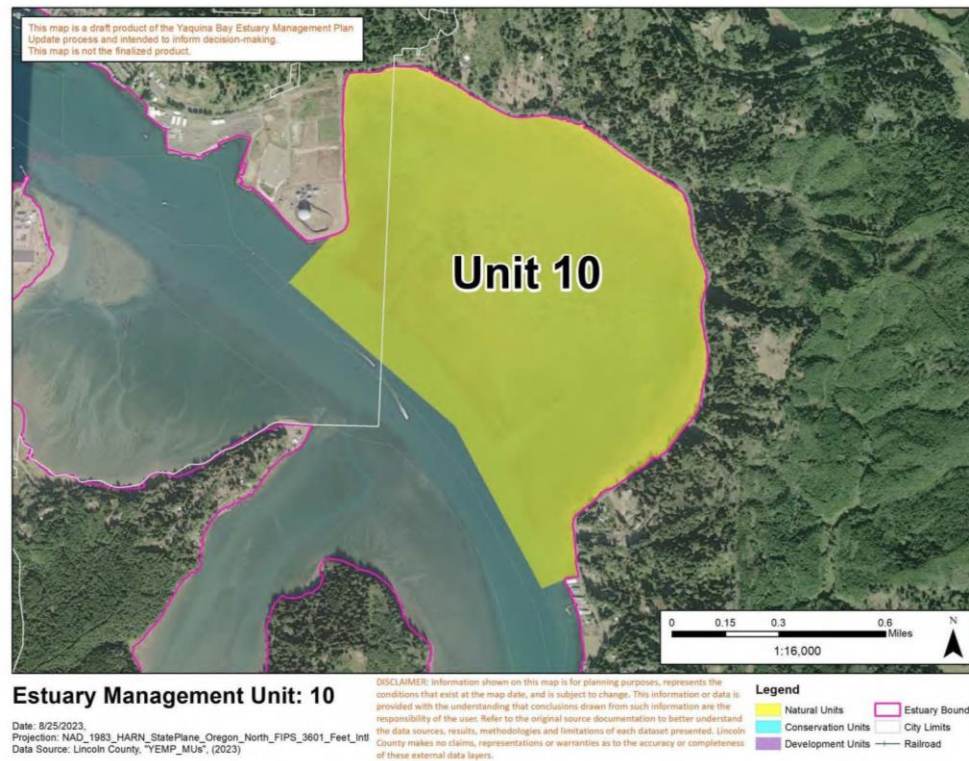 This map is a draft product of the Yaquina Bay Estuary Management Plan
Update process and intended to inform decision-making.
This map is not the finalized product.
Unit 10
0 0.15 0.3 0.6
Miles
N
1:16,000
Estuary Management Unit: 10
Date: 8/25/2023,
Projection: NAD_1983_HARN_StatePlane_Oregon_North_FIPS_3601_Feet_Intl
Data Source: Lincoln County, "YEMP_MUs", (2023)
DISCLAIMER: Information shown on this map is for planning purposes, represents the
conditions that exist at the map date, and is subject to change. This information or data is
provided with the understanding that conclusions drawn from such information are the
responsibility of the user. Refer to the original source documentation to better understand
the data sources, results, methodologies and limitations of each dataset presented. Lincoln
County makes no claims, representations or warranties as to the accuracy or completeness
of these external data layers.
Legend
Natural Units
Conservation Units
Development Units
Estuary Bound
City Limits
Railroad